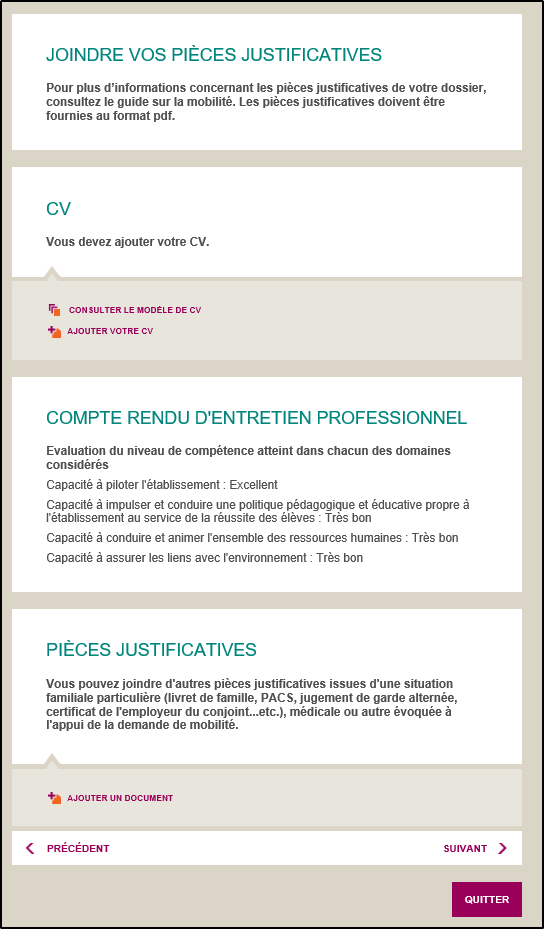 JOINDRE VOS PIÈCES JUSTIFICATIVES
Pour plus d'informations concernant les pièces justificatives de votre dossier,
consultez le guide sur la mobilité. Les pièces justificatives doivent être
fournies au format pdf.
CV
Vous devez ajouter votre CV.
CONSULTER LE MODÈLE DE CV
AJOUTER VOTRE CV
COMPTE RENDU D'ENTRETIEN PROFESSIONNEL
Evaluation du niveau de compétence atteint dans chacun des domaines
considérés
Capacité à piloter l'établissement : Excellent
Capacité à impulser et conduire une politique pédagogique et éducative propre à
l'établissement au service de la réussite des élèves : Très bon
Capacité à conduire et animer l'ensemble des ressources humaines : Très bon
Capacité à assurer les liens avec l'environnement : Très bon
PIÈCES JUSTIFICATIVES
Vous pouvez joindre d'autres pièces justificatives issues d'une situation
familiale particulière (livret de famille, PACS, jugement de garde alternée,
certificat de l'employeur du conjoint...etc.), médicale ou autre évoquée à
l'appui de la demande de mobilité.
AJOUTER UN DOCUMENT
PRÉCÉDENT
SUIVANT
QUITTER